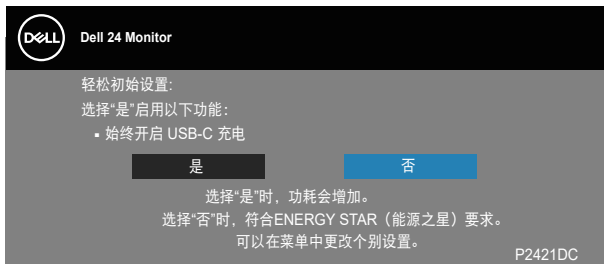 DELL
Dell 24 Monitor
轻松初始设置:
选择“是”启用以下功能：
▪ 始终开启 USB-C 充电
是 否
选择“是”时，功耗会增加。
选择“否”时，符合ENERGY STAR（能源之星）要求。
可以在菜单中更改个别设置。
P2421DC